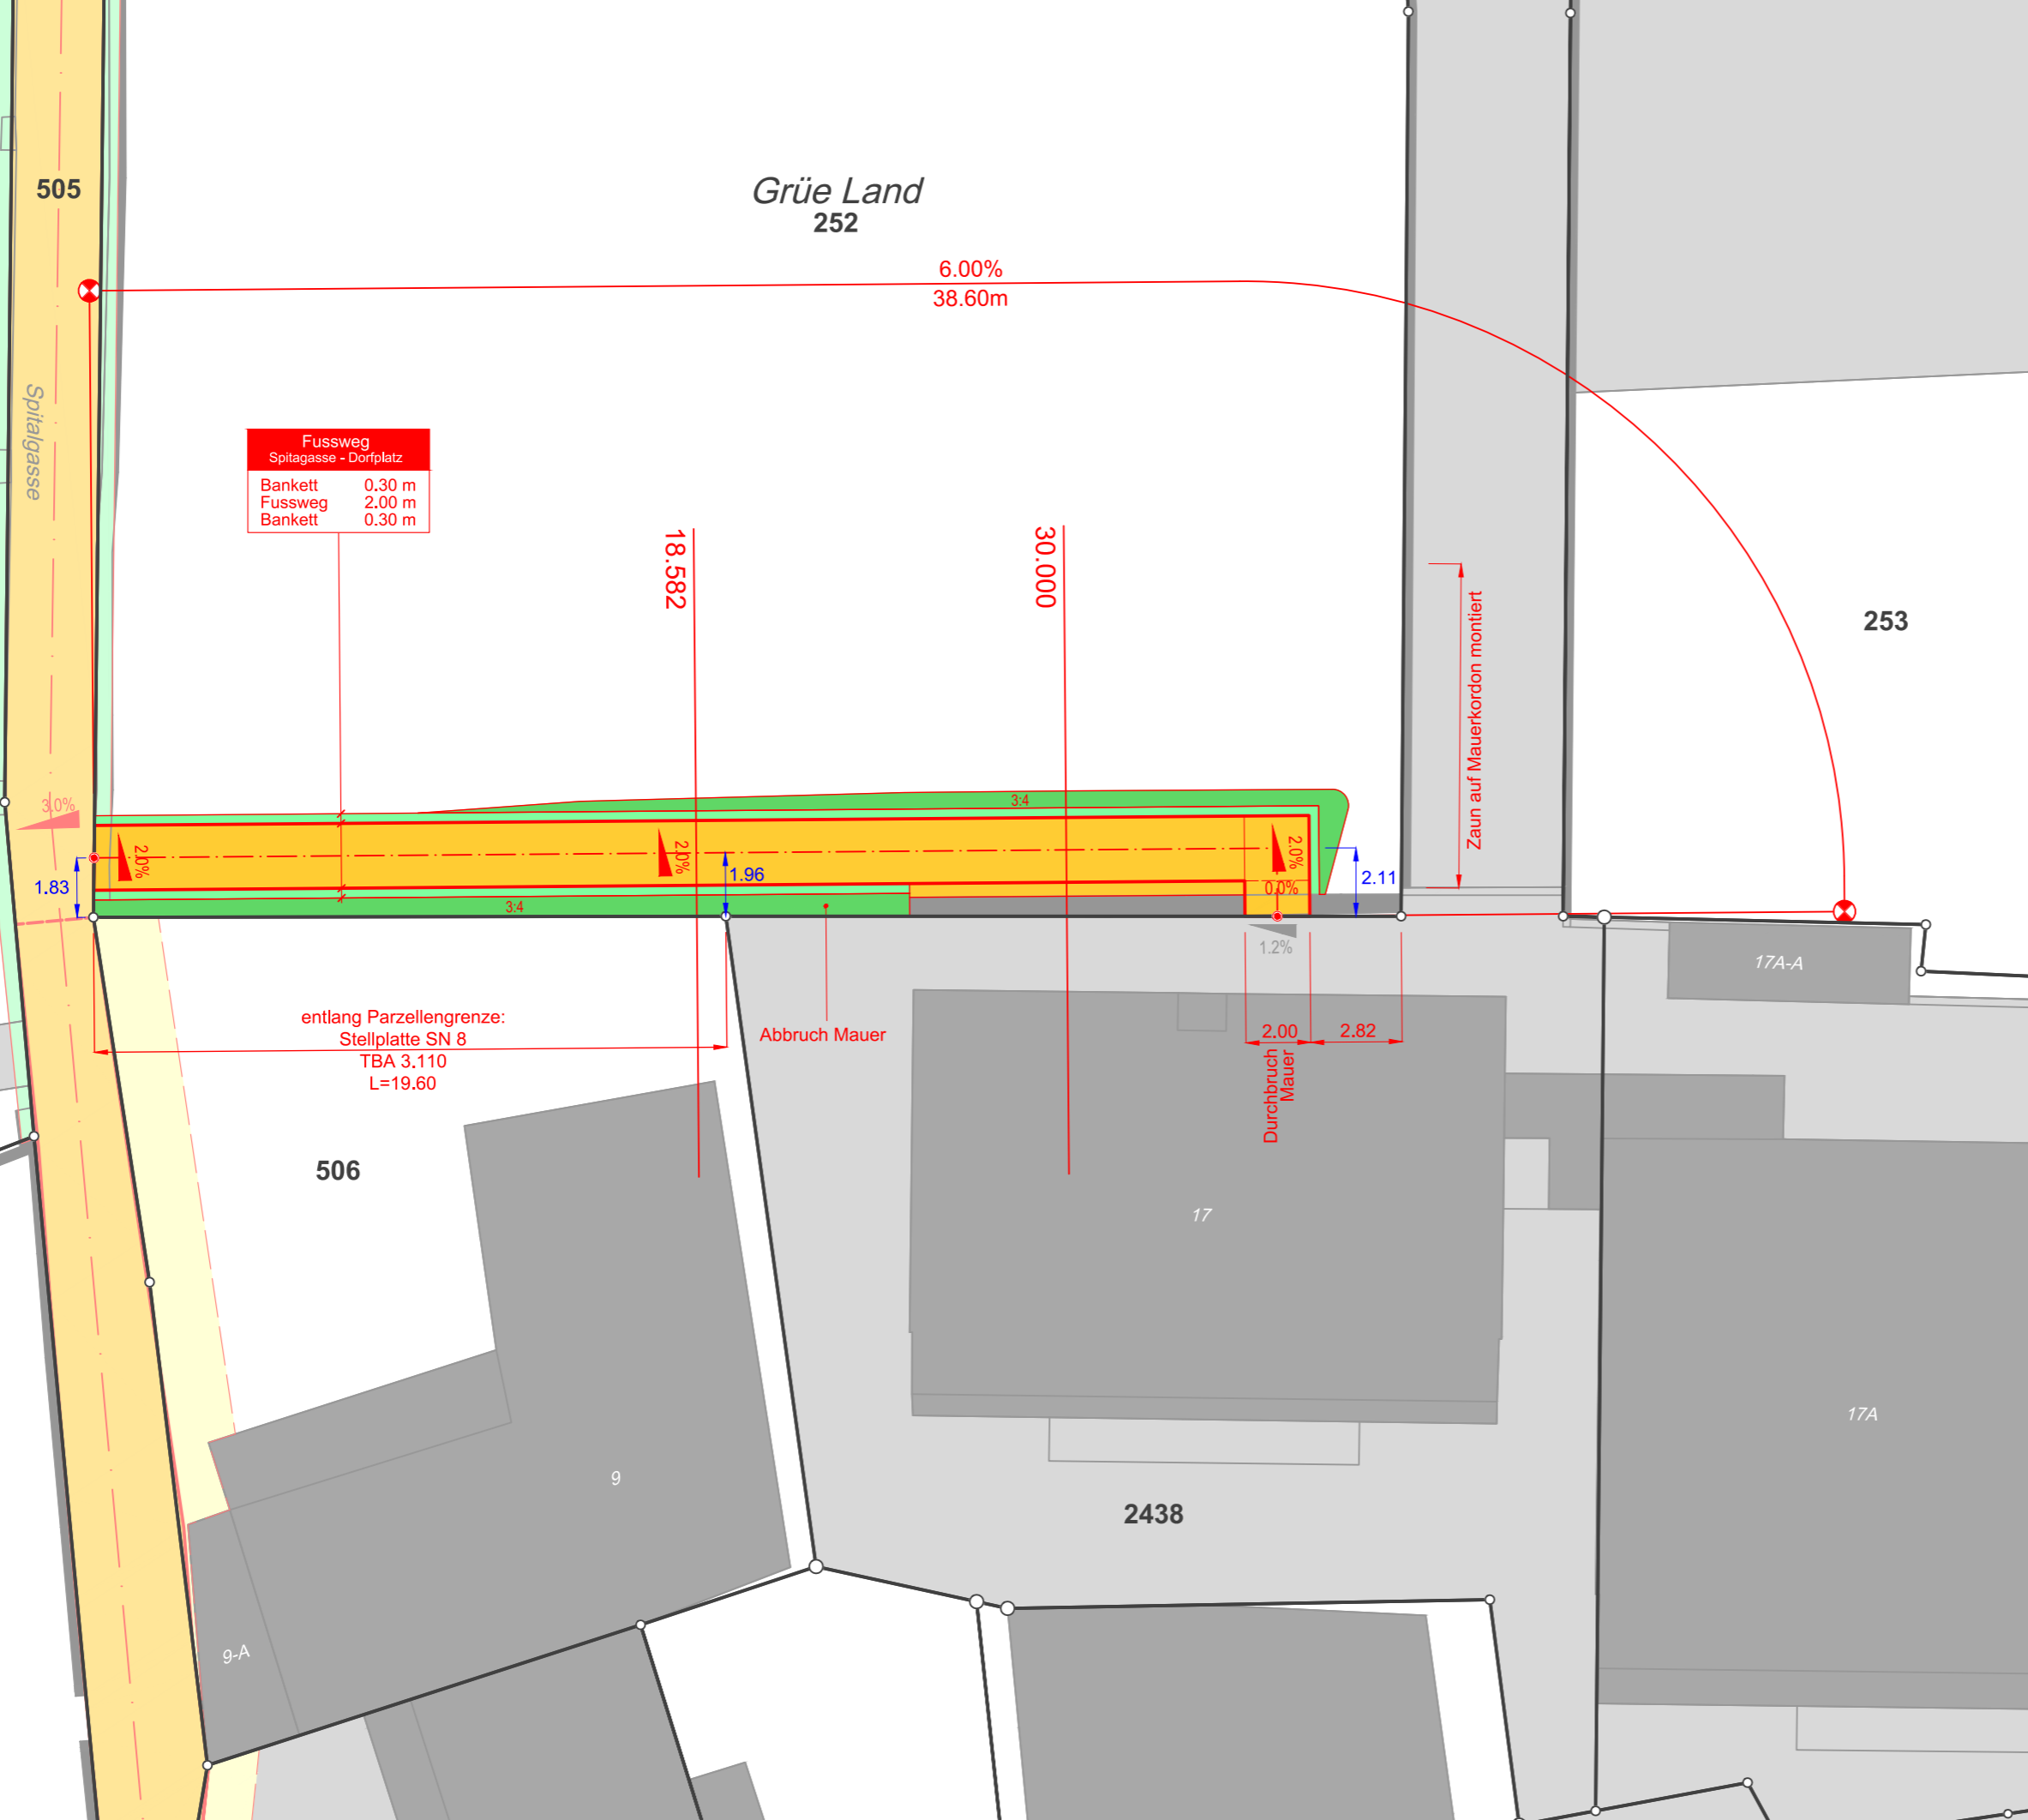 505
Grüe Land
252
6.00%
38.60m
Spitalgasse
Fussweg
Spitagasse - Dorfplatz
Bankett 0.30 m
Fussweg 2.00 m
Bankett 0.30 m
18.582
30.000
Zaun auf Mauerkordon montiert
253
3.0%
2.0%
2.0%
2.0%
0.0%
3:4
3:4
1.83
1.96
2.11
1.2%
17A-A
entlang Parzellengrenze:
Stellplatte SN 8
TBA 3.110
L=19.60
Abbruch Mauer
2.00
2.82
Durchbruch
Mauer
506
17
17A
9
2438
9-A